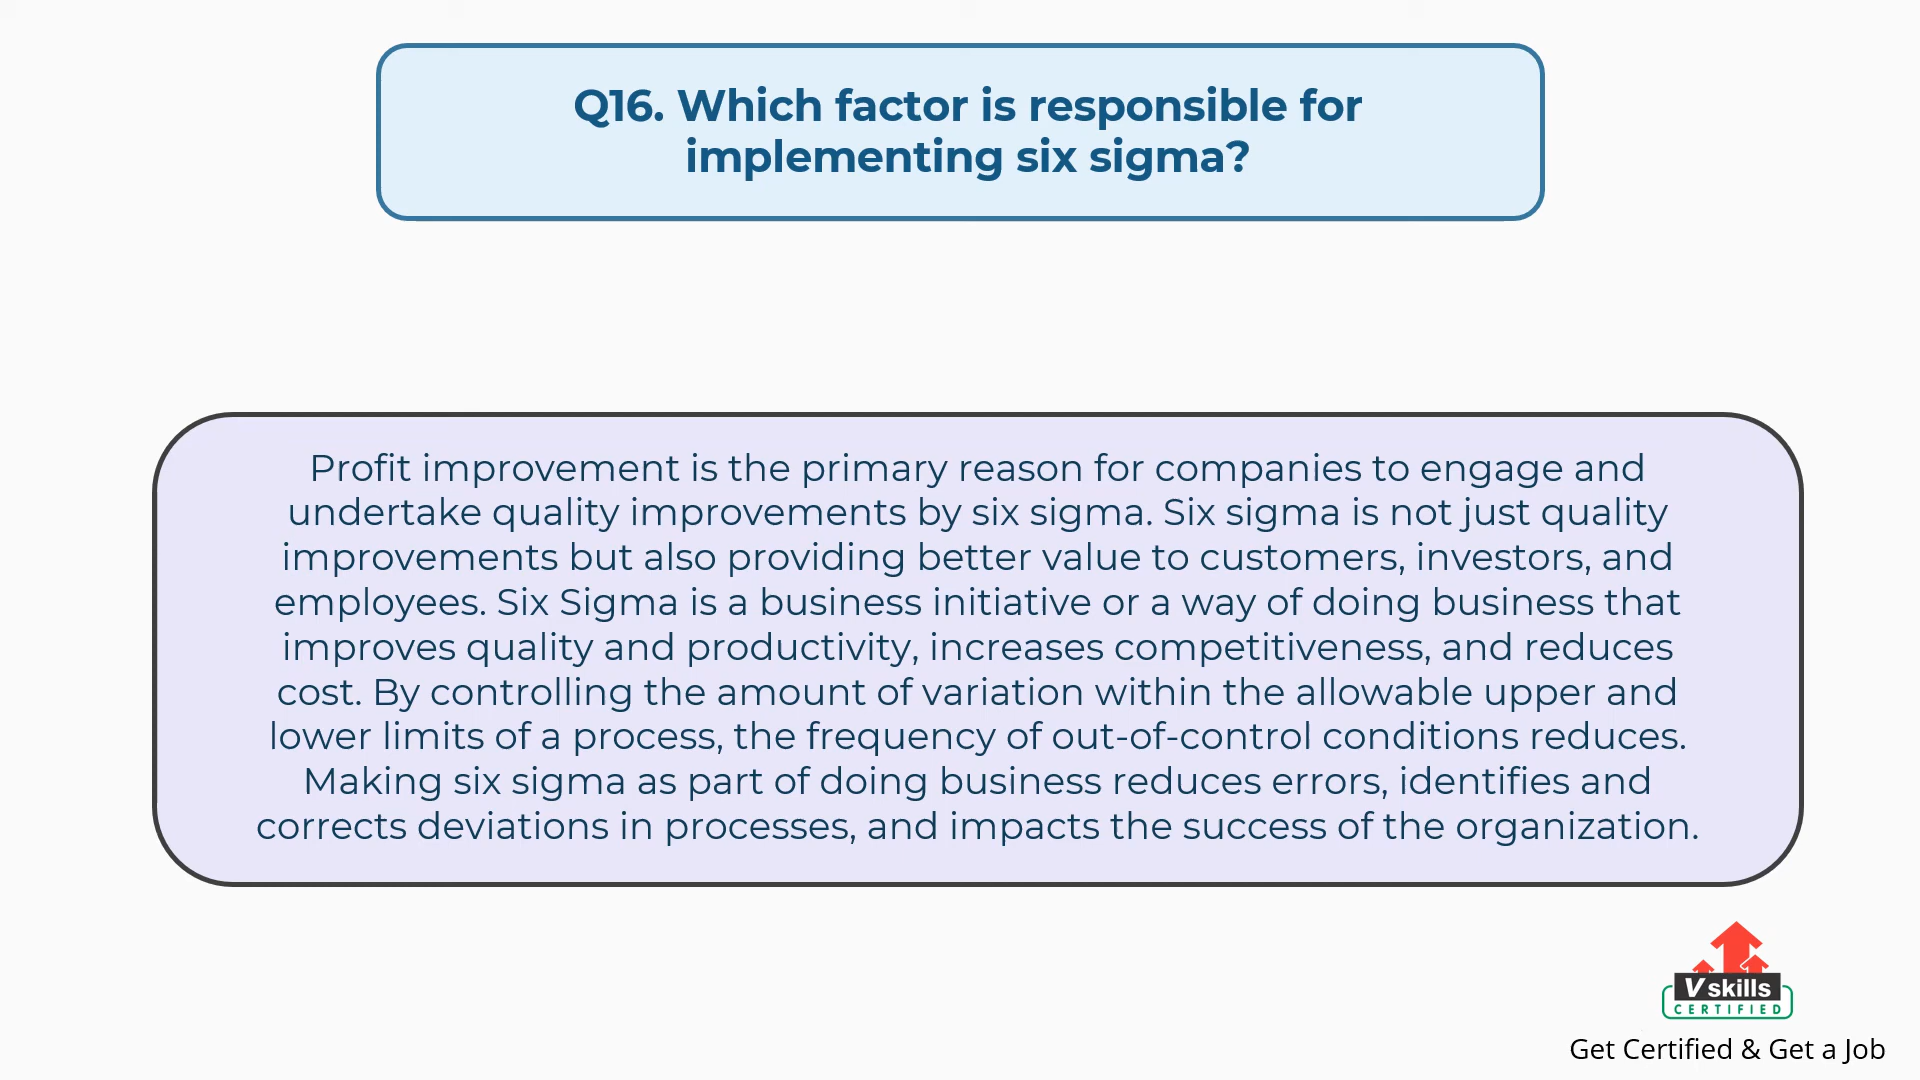 Q16. Which factor is responsible for
implementing six sigma?
Profit improvement is the primary reason for companies to engage and
undertake quality improvements by six sigma. Six sigma is not just quality
improvements but also providing better value to customers, investors, and
employees. Six Sigma is a business initiative or a way of doing business that
improves quality and productivity, increases competitiveness, and reduces
cost. By controlling the amount of variation within the allowable upper and
lower limits of a process, the frequency of out-of-control conditions reduces.
Making six sigma as part of doing business reduces errors, identifies and
corrects deviations in processes, and impacts the success of the organization.
Vskills
CERTIFIED
Get Certified & Get a Job